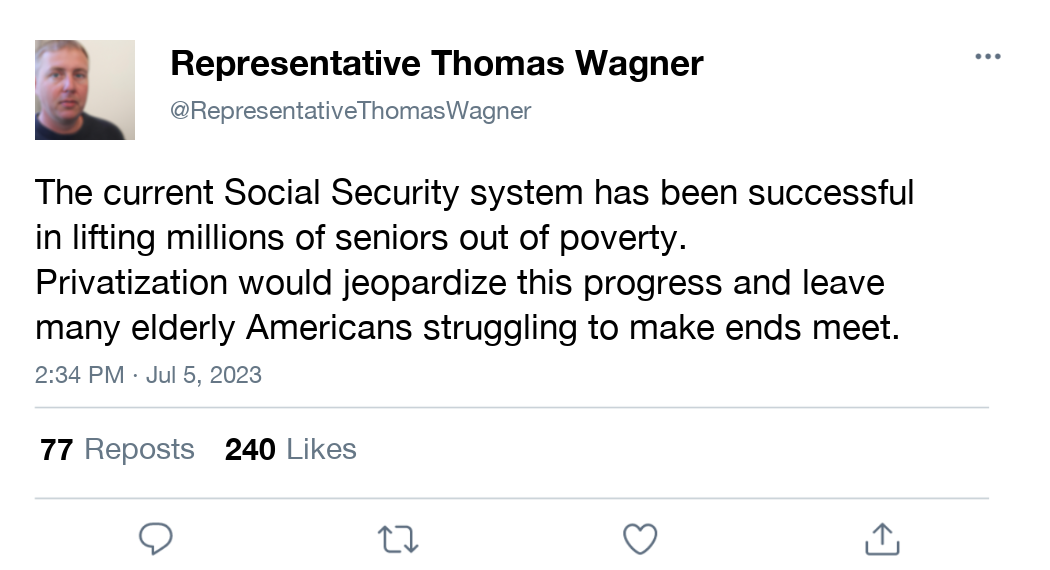 Representative Thomas Wagner
@RepresentativeThomasWagner
The current Social Security system has been successful
in lifting millions of seniors out of poverty.
Privatization would jeopardize this progress and leave
many elderly Americans struggling to make ends meet.
2:34 PM · Jul 5, 2023
77 Reposts 240 Likes